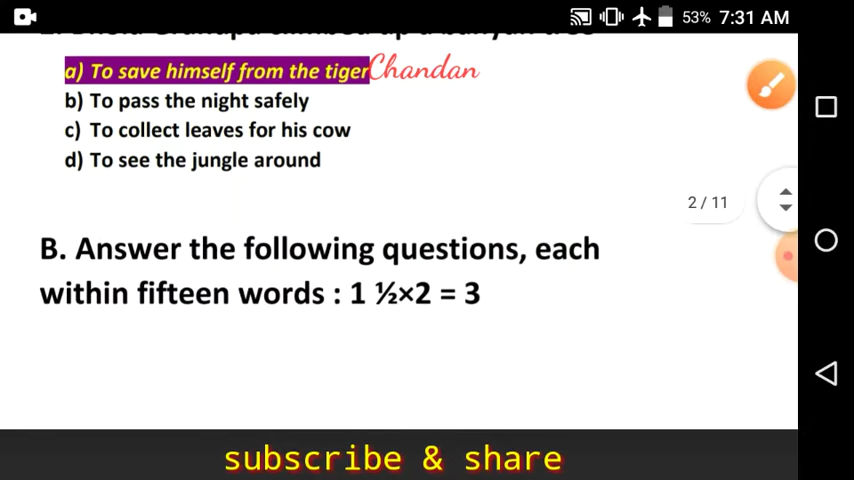 53% 7:31 AM
a) To save himself from the tiger Chandan
b) To pass the night safely
c) To collect leaves for his cow
d) To see the jungle around
2 / 11
B. Answer the following questions, each
within fifteen words : 1 ½×2 = 3
subscribe & share